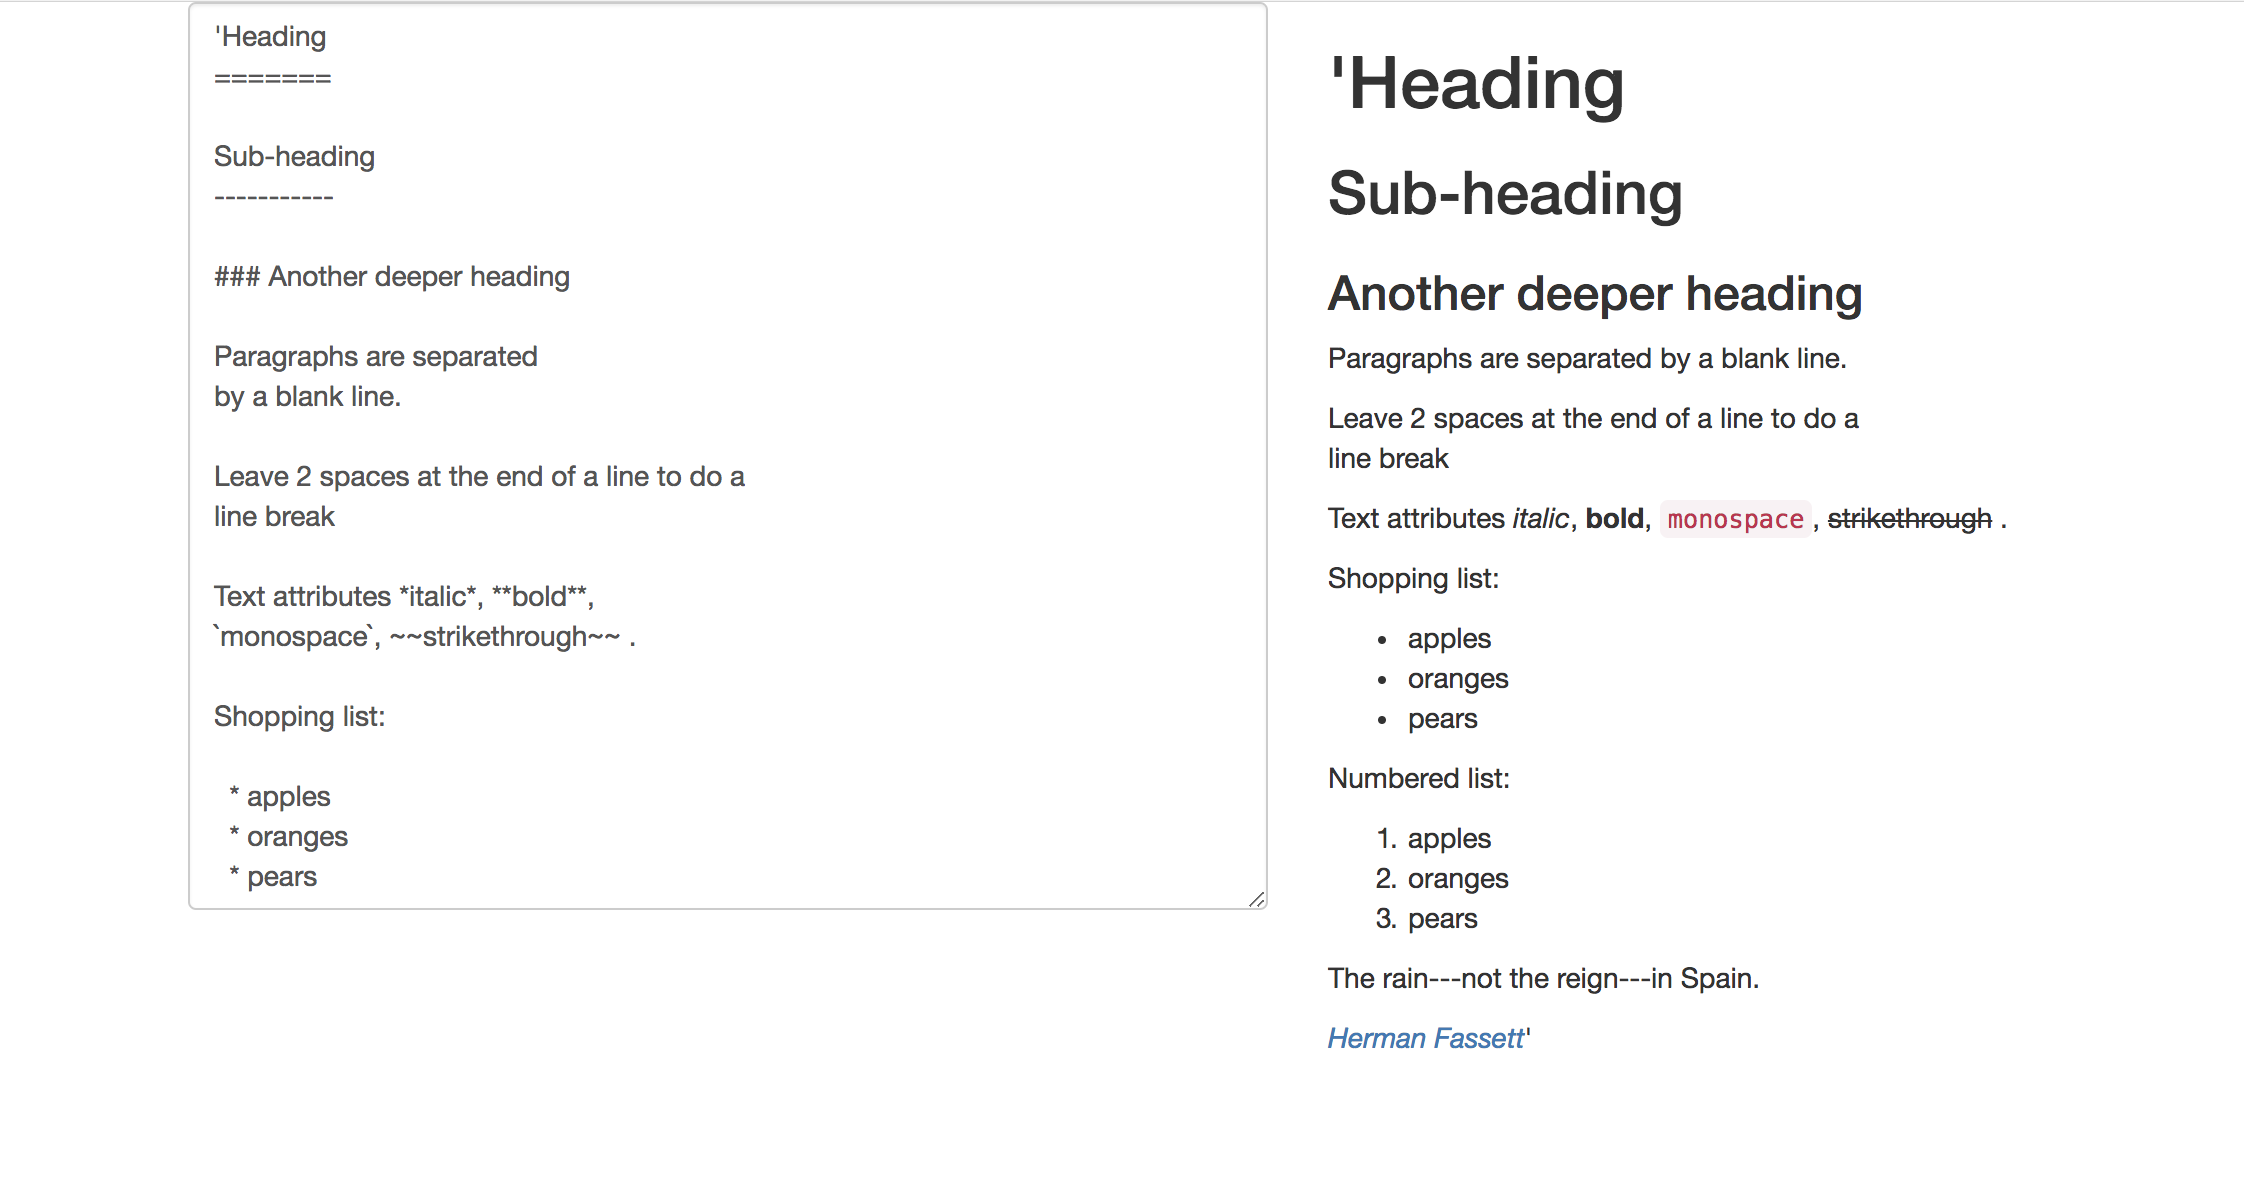 'Heading
=======
Sub-heading
-----------
### Another deeper heading
Paragraphs are separated
by a blank line.
Leave 2 spaces at the end of a line to do a
line break
Text attributes *italic*, **bold**,
`monospace`, ~~strikethrough~~ .
Shopping list:
* apples
* oranges
* pears
'Heading
Sub-heading
Another deeper heading
Paragraphs are separated by a blank line.
Leave 2 spaces at the end of a line to do a
line break
Text attributes italic, bold, monospace, strikethrough .
Shopping list:
• apples
• oranges
• pears
Numbered list:
1. apples
2. oranges
3. pears
The rain---not the reign---in Spain.
Herman Fassett'